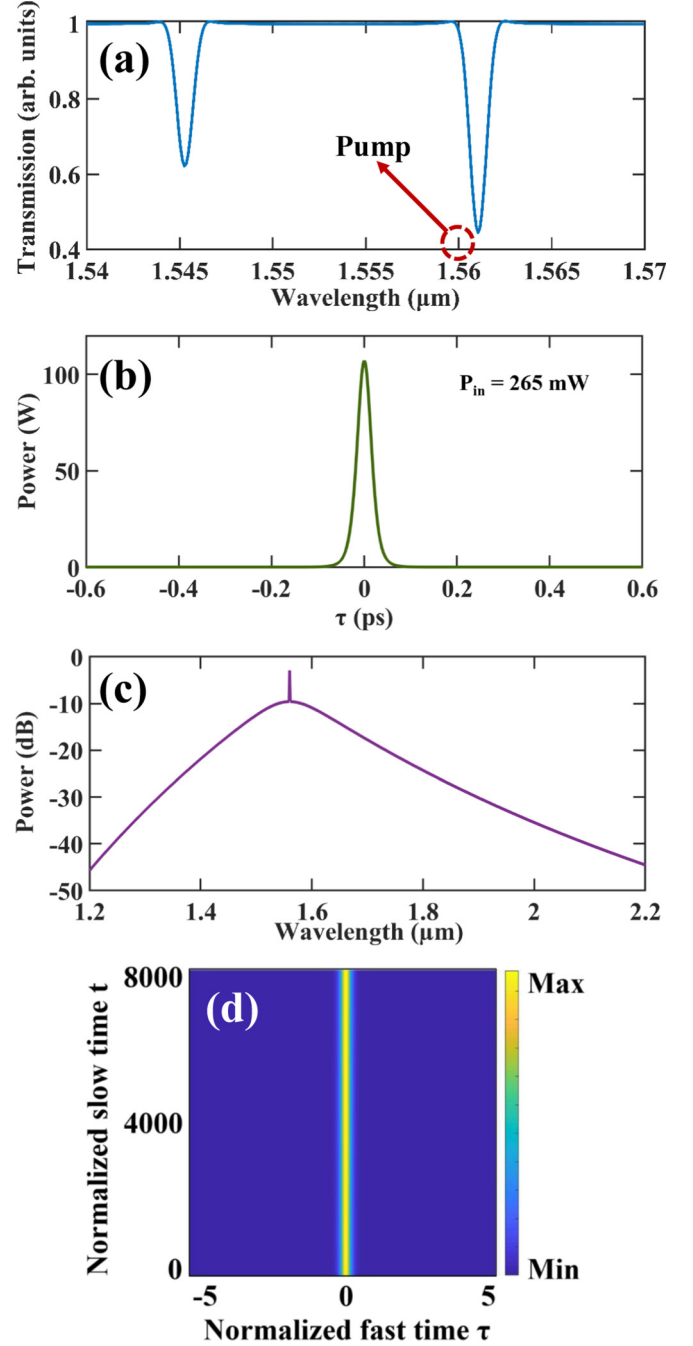 (a)
Transmission (arb. units)
1
0.8
0.6
0.4
Pump
1.54 1.545 1.55 1.555 1.56 1.565 1.57
Wavelength (μm)
(b)
P_in = 265 mW
Power (W)
100
50
0
-0.6 -0.4 -0.2 0 0.2 0.4 0.6
τ (ps)
(c)
Power (dB)
0
-10
-20
-30
-40
-50
1.2 1.4 1.6 1.8 2 2.2
Wavelength (μm)
(d)
Normalized slow time t
8000
4000
0
-5 0 5
Normalized fast time τ
Max
Min